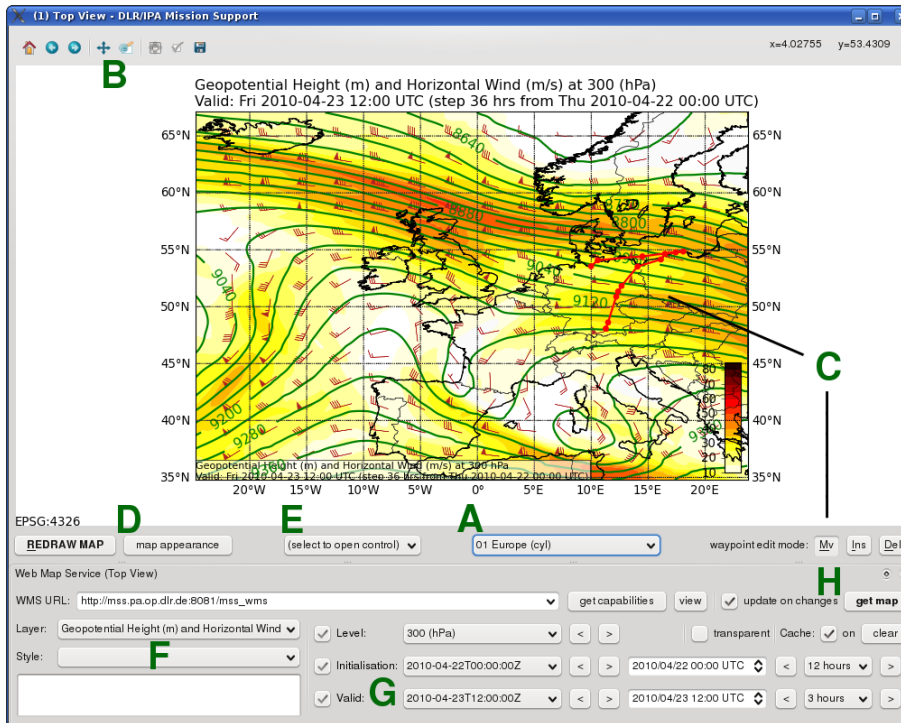 (1) Top View - DLR/IPA Mission Support
x=4.02755 y=53.4309
B
Geopotential Height (m) and Horizontal Wind (m/s) at 300 (hPa)
Valid: Fri 2010-04-23 12:00 UTC (step 36 hrs from Thu 2010-04-22 00:00 UTC)
65°N 65°N
8640
60°N 60°N
8880
8800
55°N 55°N
9040
9040
9120
50°N 50°N
C
45°N 45°N
80
70
60
50
40
30
20
10
40°N 40°N
9200
9280
Geopotential Height (m) and Horizontal Wind (m/s) at 300 hPa
Valid: Fri 2010-04-23 12:00 UTC (step 36 hrs from Thu 2010-04-22 00:00 UTC)
35°N 35°N
20°W 15°W 10°W 5°W 0° 5°E 10°E 15°E 20°E
EPSG:4326
D E A
REDRAW MAP map appearance (select to open control) 01 Europe (cyl) waypoint edit mode: Mv Ins Del
Web Map Service (Top View)
H
WMS URL: http://mss.pa.op.dlr.de:8081/mss_wms get capabilities view update on changes get map
Layer: Geopotential Height (m) and Horizontal Wind Level: 300 (hPa) < > transparent Cache: on clear
Style: F Initialisation: 2010-04-22T00:00:00Z < > 2010/04/22 00:00 UTC < 12 hours >
Valid: G 2010-04-23T12:00:00Z < > 2010/04/23 12:00 UTC < 3 hours >